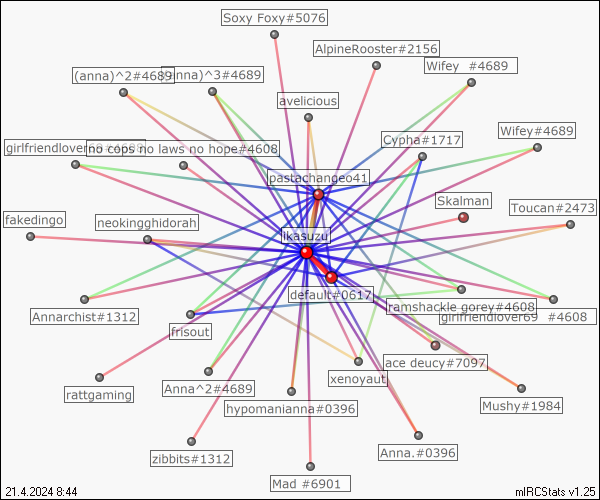 Soxy Foxy#5076
AlpineRooster#2156
Wifey  #4689
(anna)^2#4689
(anna)^3#4689
avelicious
Wifey#4689
Cypha#1717
girlfriendlover
no cops no laws no hope#4608
pastachangeo41
Skalman
Toucan#2473
fakedingo
neokingghidorah
likasuzu
default#0617
ramshackle gorey#4608
girlfriendlover69  #4608
Annarchist#1312
frisout
ace deucy#7097
xenoyaut
Anna^2#4689
rattgaming
hypomanianna#0396
Mushy#1984
Anna.#0396
zibbits#1312
Mad #6901
21.4.2024 8:44
mIRCStats v1.25